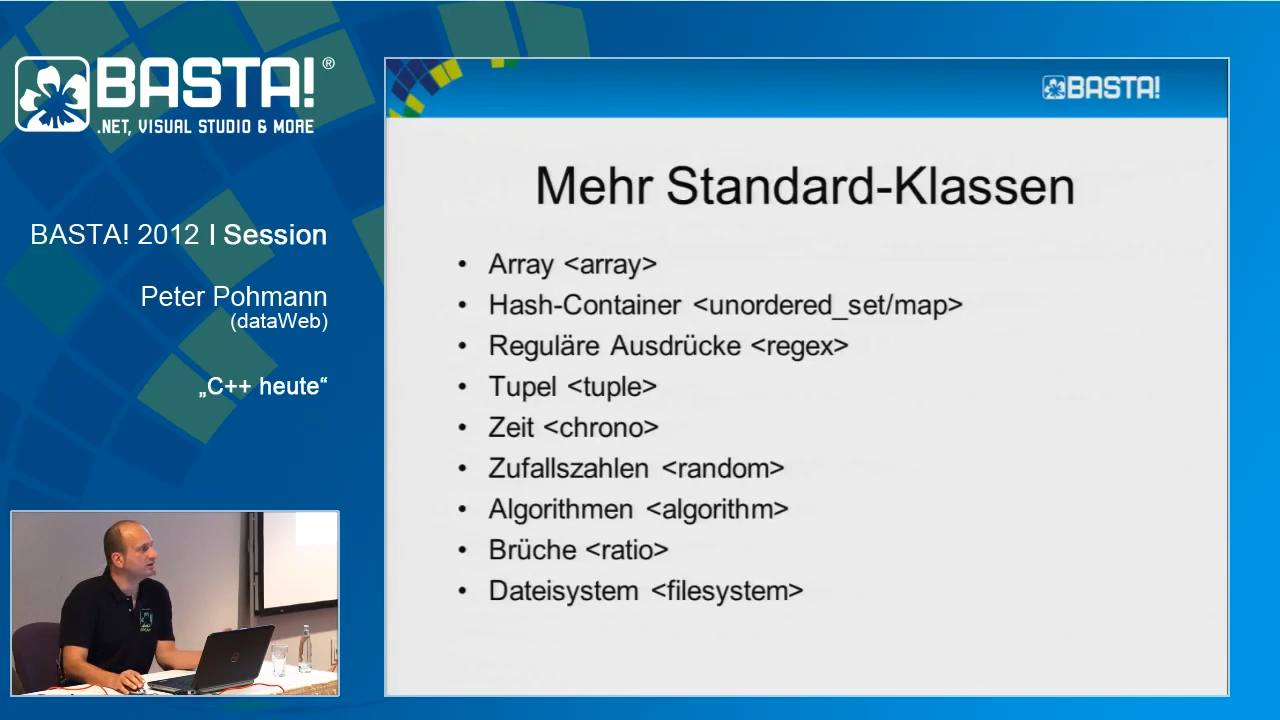 BASTA!®
.NET, VISUAL STUDIO & MORE
BASTA! 2012 | Session
Peter Pohmann
(dataWeb)
„C++ heute“
BASTA!
Mehr Standard-Klassen
• Array <array>
• Hash-Container <unordered_set/map>
• Reguläre Ausdrücke <regex>
• Tupel <tuple>
• Zeit <chrono>
• Zufallszahlen <random>
• Algorithmen <algorithm>
• Brüche <ratio>
• Dateisystem <filesystem>